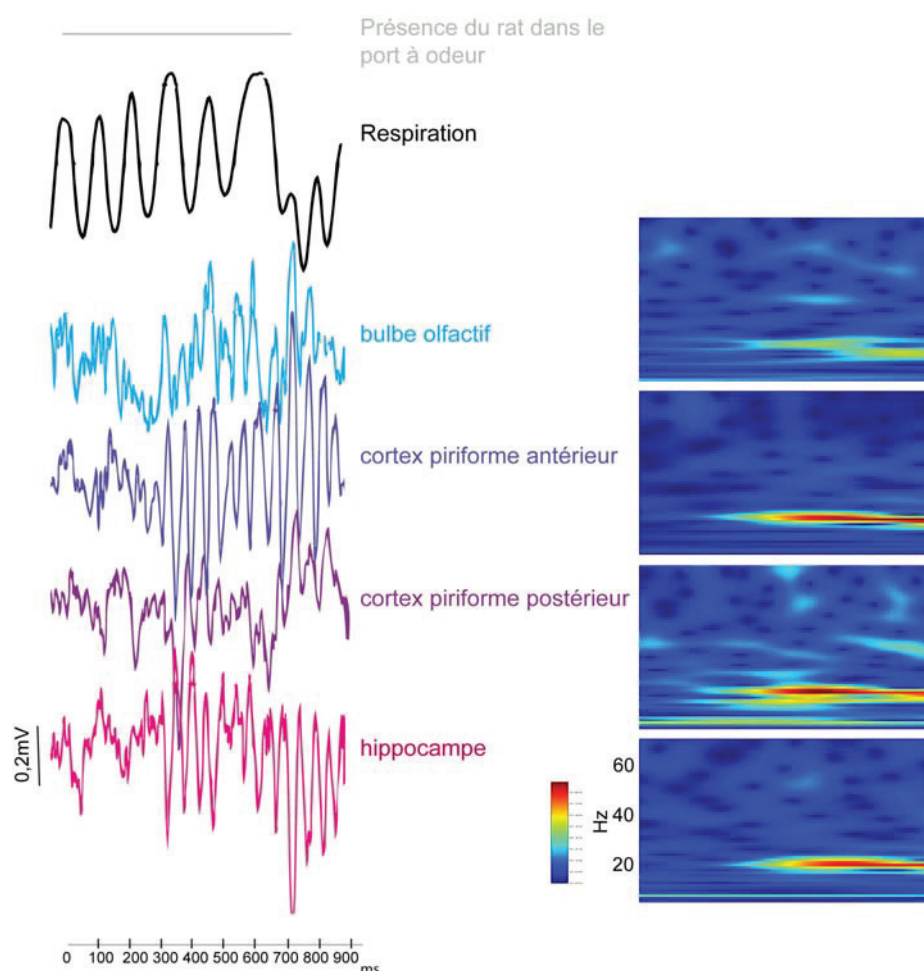 Présence du rat dans le
port à odeur
Respiration
bulbe olfactif
cortex piriforme antérieur
cortex piriforme postérieur
hippocampe
0,2mV
60
40
20
Hz
0 100 200 300 400 500 600 700 800 900
ms